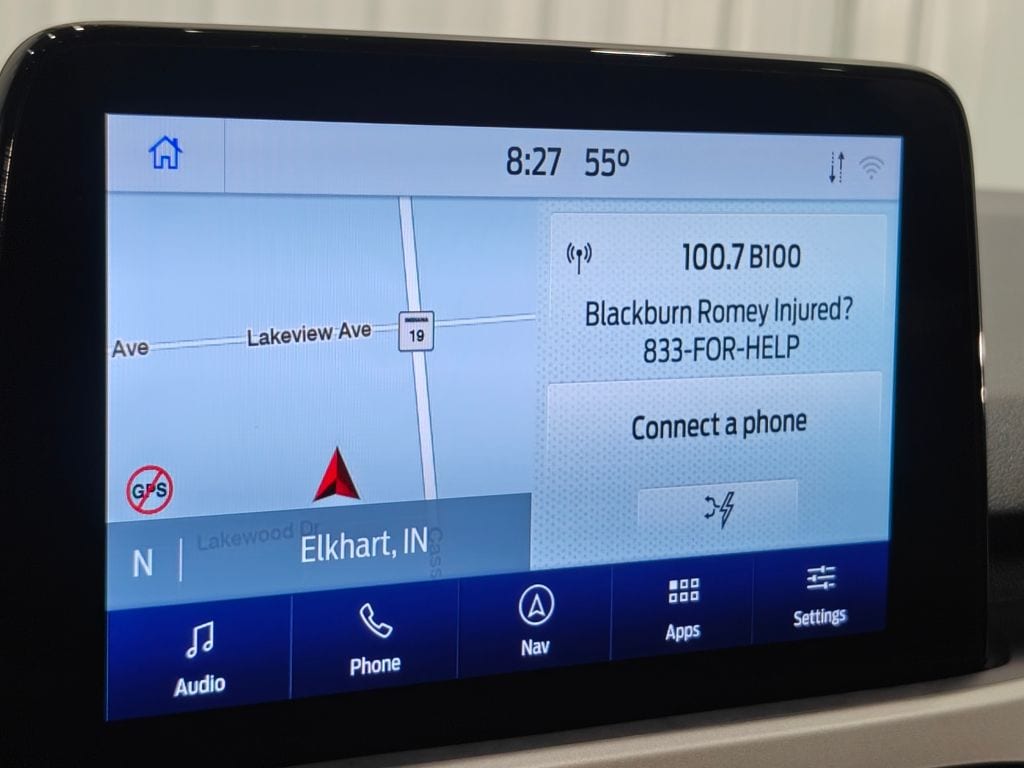 8:27 55°
100.7 B100
Blackburn Romey Injured?
833-FOR-HELP
Connect a phone
Ave
Lakeview Ave
INDIANA
19
GPS
Lakewood Dr
Cass
N
Elkhart, IN
Audio
Phone
Nav
Apps
Settings